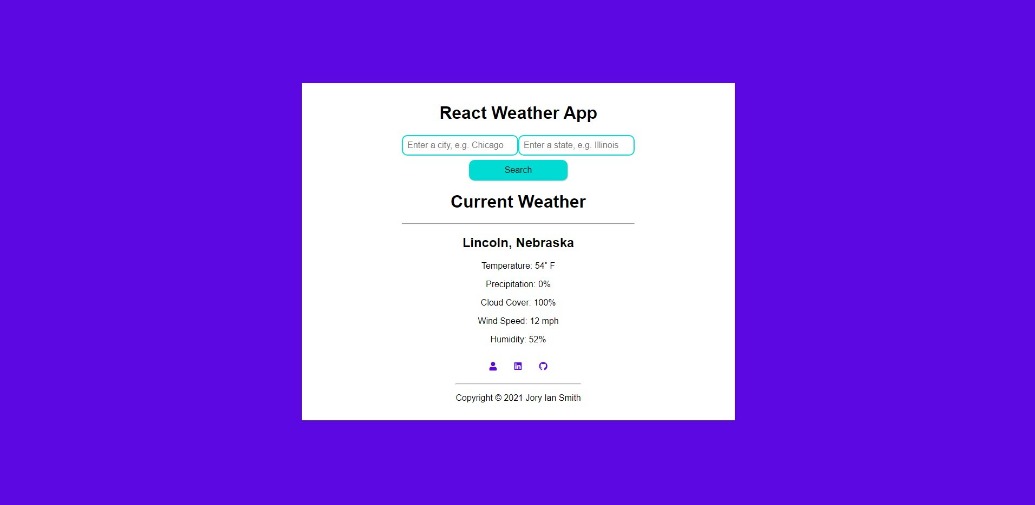 React Weather App
Enter a city, e.g. Chicago Enter a state, e.g. Illinois
Search
Current Weather
Lincoln, Nebraska
Temperature: 54° F
Precipitation: 0%
Cloud Cover: 100%
Wind Speed: 12 mph
Humidity: 52%
Copyright © 2021 Jory Ian Smith